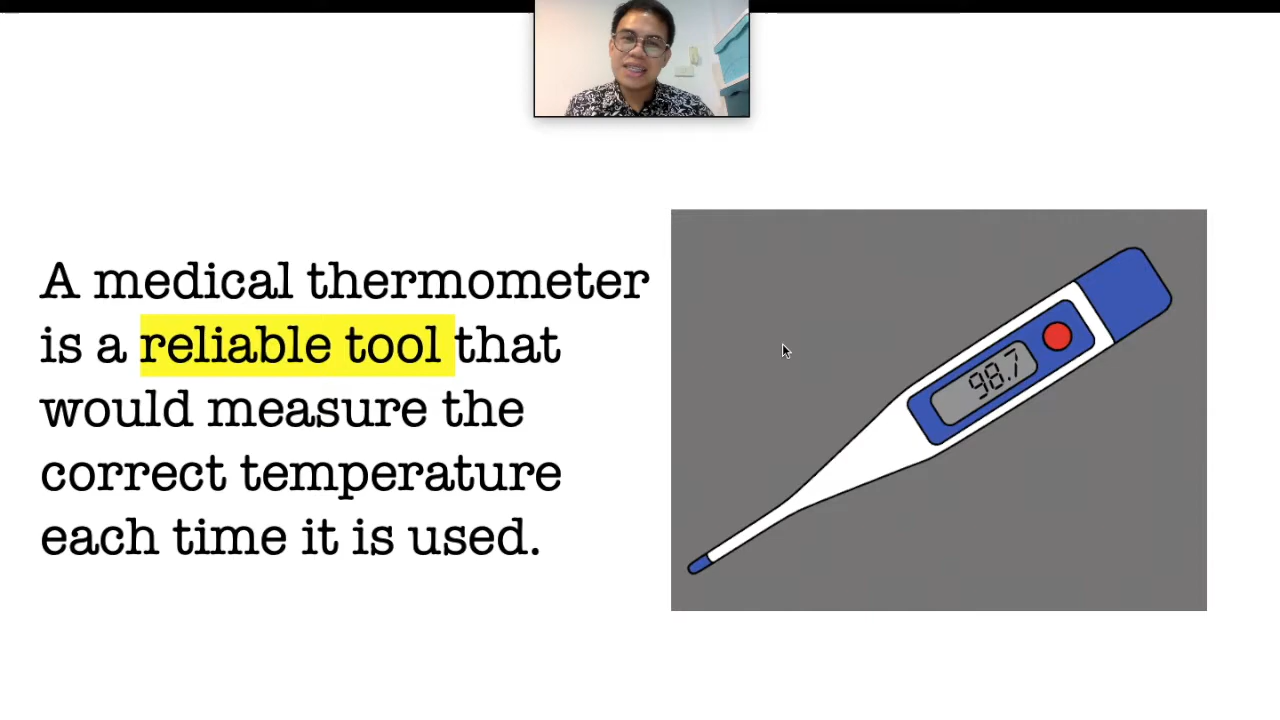 A medical thermometer
is a reliable tool that
would measure the
correct temperature
each time it is used.
98.7